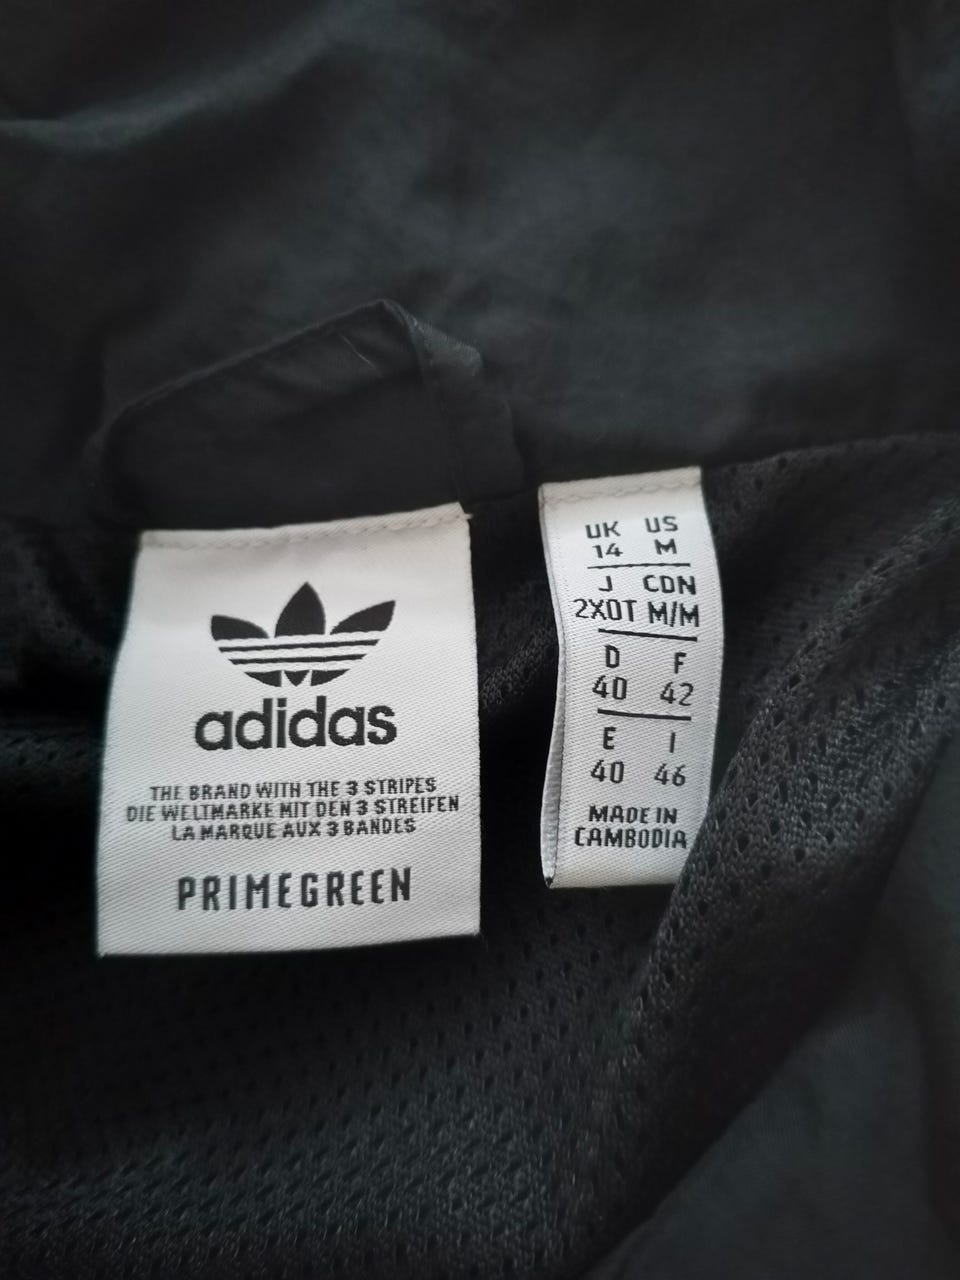 adidas
THE BRAND WITH THE 3 STRIPES
DIE WELTMARKE MIT DEN 3 STREIFEN
LA MARQUE AUX 3 BANDES
PRIMEGREEN
UK US
14 M
J CDN
2XOT M/M
D F
40 42
E I
40 46
MADE IN
CAMBODIA